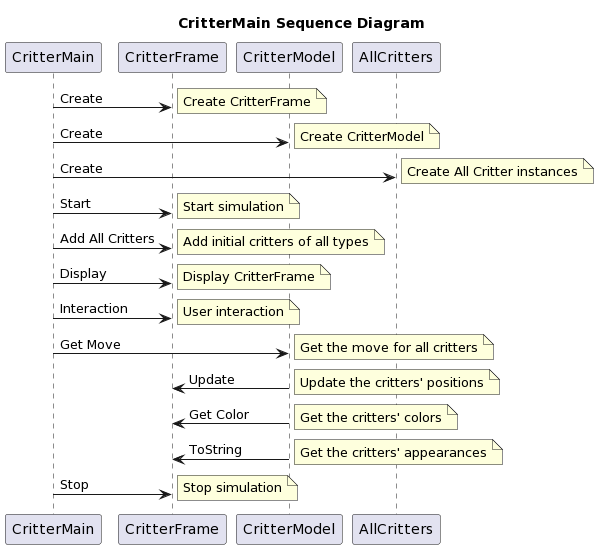 CritterMain Sequence Diagram
CritterMain CritterFrame CritterModel AllCritters
Create Create CritterFrame
Create Create CritterModel
Create Create All Critter instances
Start Start simulation
Add All Critters Add initial critters of all types
Display Display CritterFrame
Interaction User interaction
Get Move Get the move for all critters
Update Update the critters' positions
Get Color Get the critters' colors
ToString Get the critters' appearances
Stop Stop simulation
CritterMain CritterFrame CritterModel AllCritters